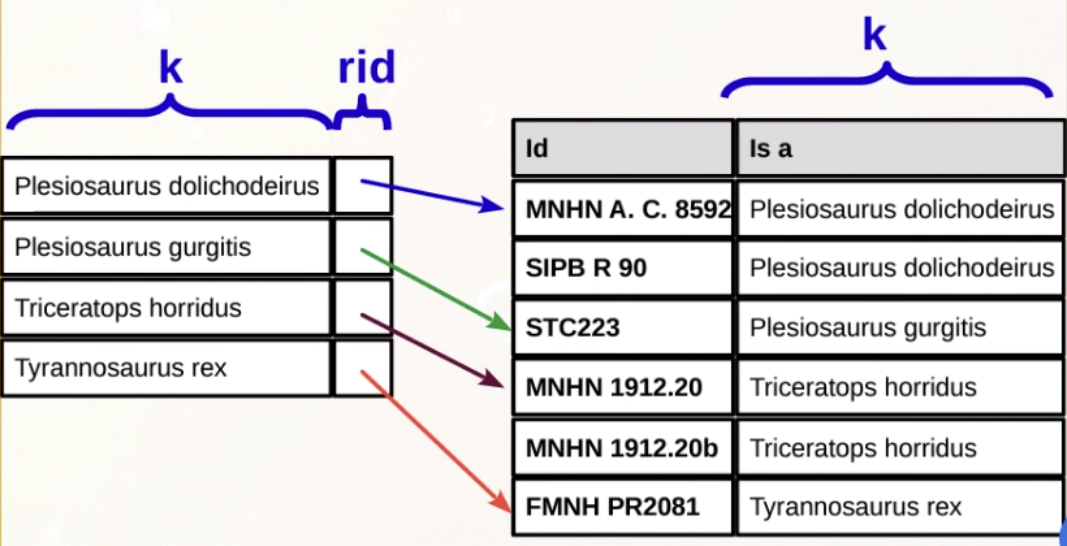 k
rid
k
Plesiosaurus dolichodeirus
Plesiosaurus gurgitis
Triceratops horridus
Tyrannosaurus rex
Id Is a
MNHN A. C. 8592 Plesiosaurus dolichodeirus
SIPB R 90 Plesiosaurus dolichodeirus
STC223 Plesiosaurus gurgitis
MNHN 1912.20 Triceratops horridus
MNHN 1912.20b Triceratops horridus
FMNH PR2081 Tyrannosaurus rex